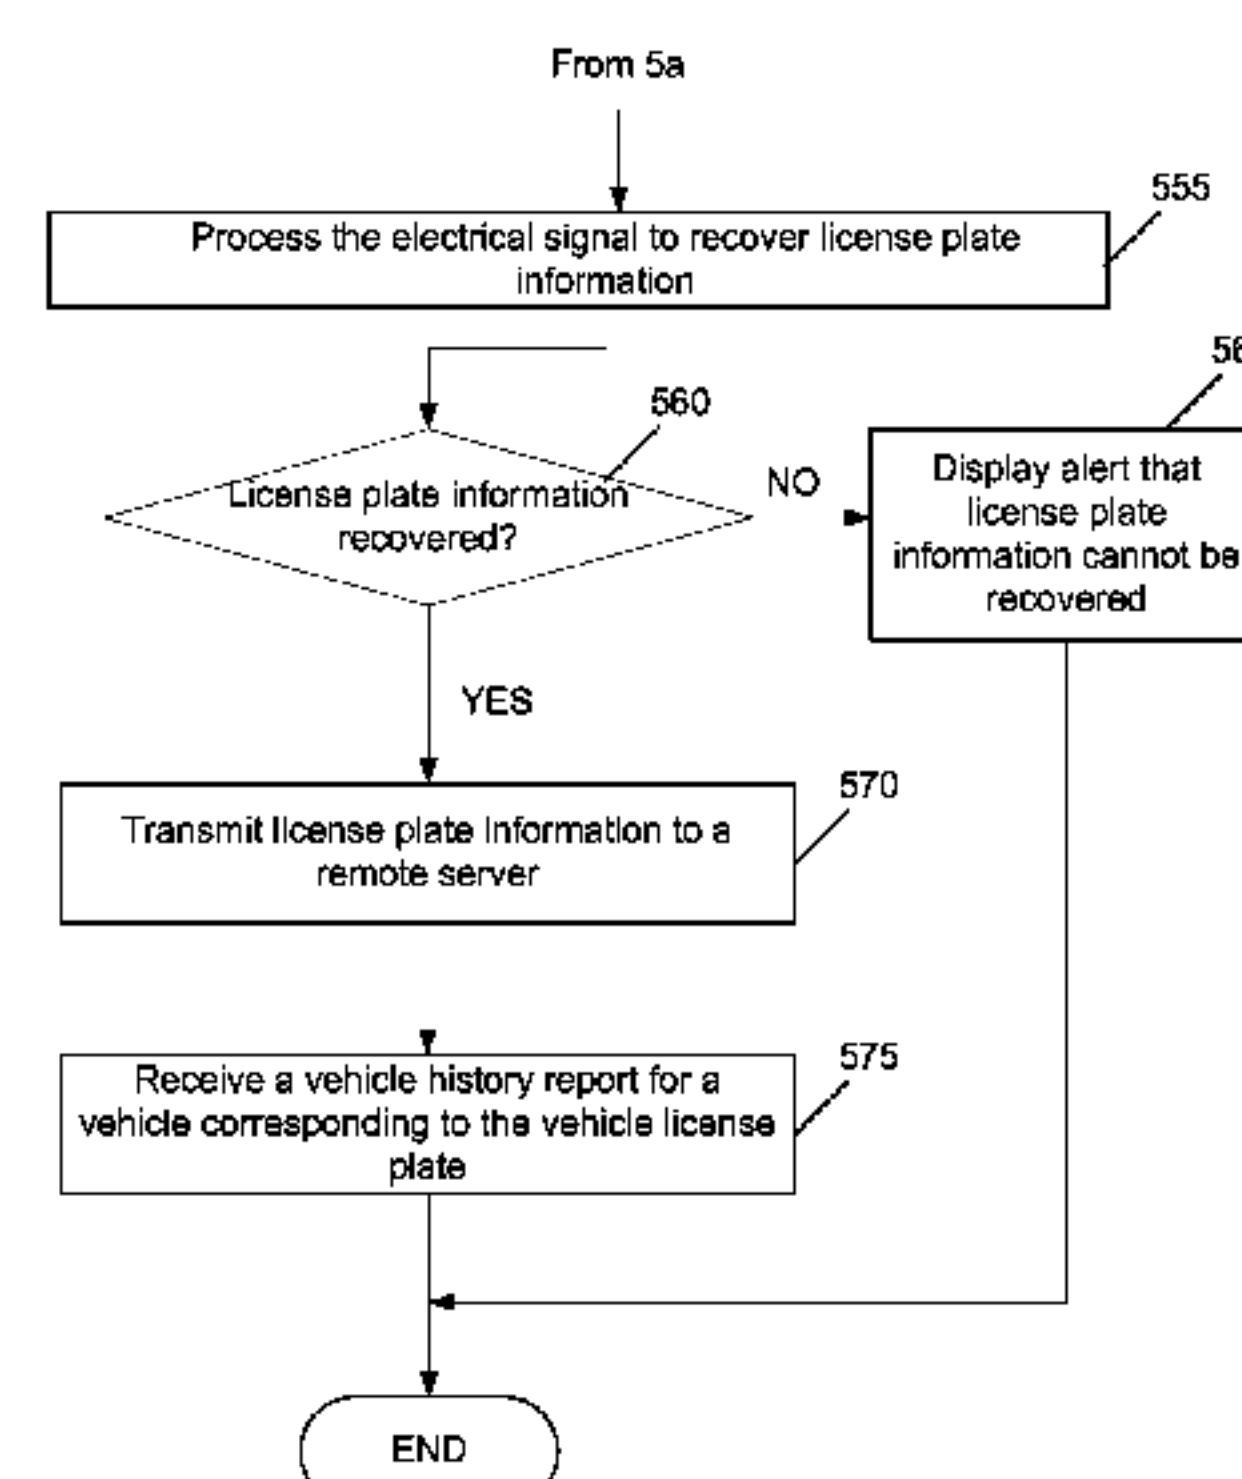 From 5a
555
Process the electrical signal to recover license plate
information
560
License plate information
recovered?
NO
Display alert that
license plate
information cannot be
recovered
YES
570
Transmit license plate information to a
remote server
575
Receive a vehicle history report for a
vehicle corresponding to the vehicle license
plate
END